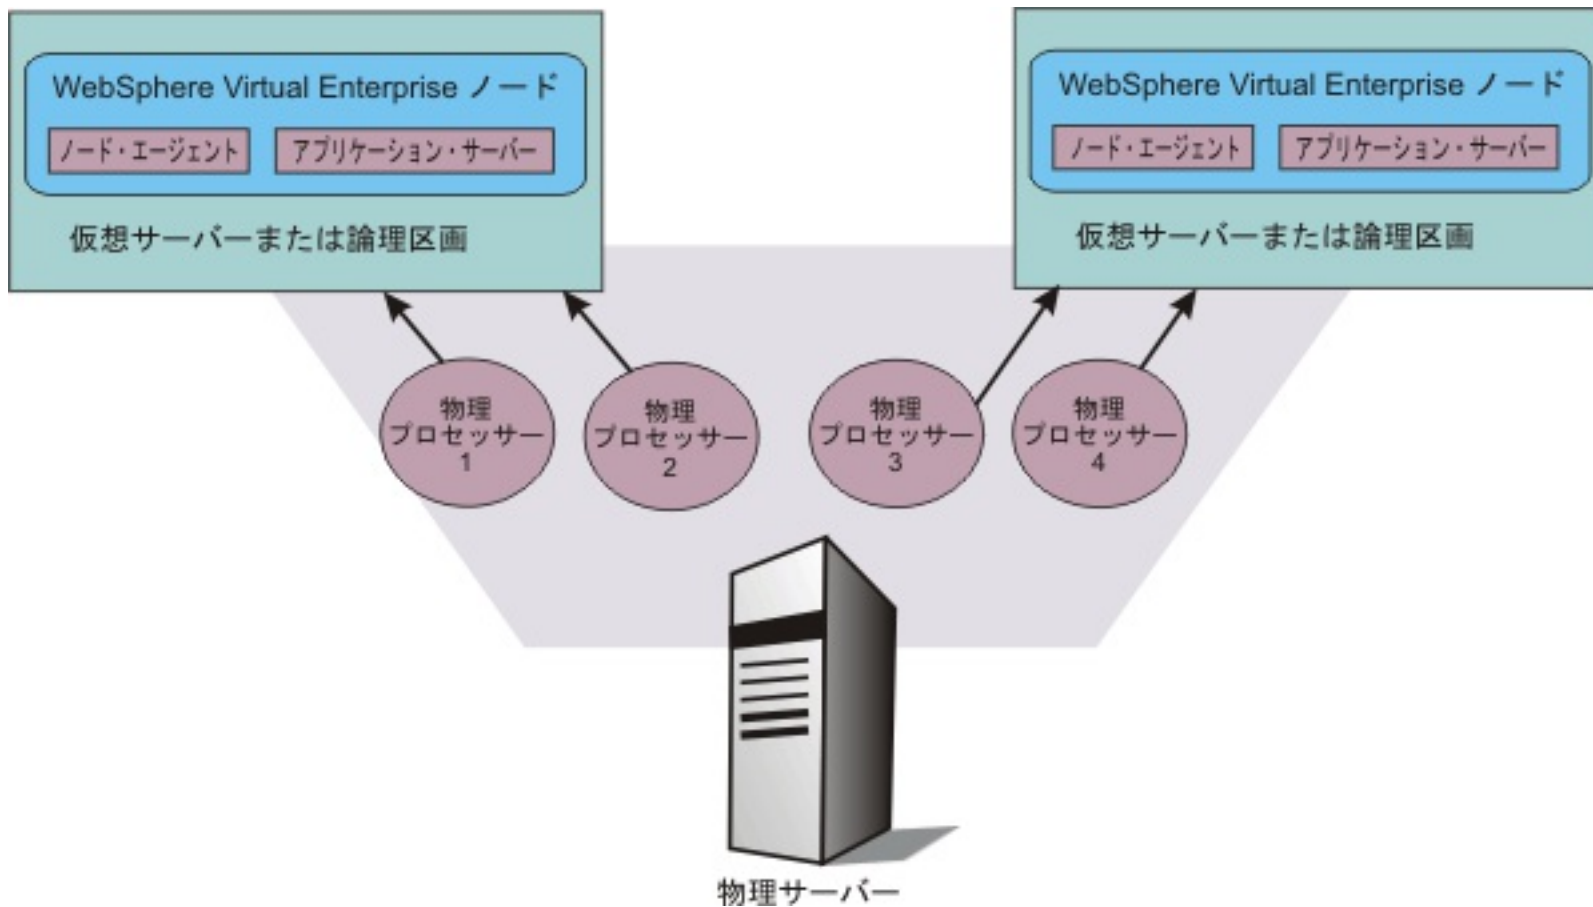 WebSphere Virtual Enterprise ノード
ノード・エージェント
アプリケーション・サーバー
仮想サーバーまたは論理区画
WebSphere Virtual Enterprise ノード
ノード・エージェント
アプリケーション・サーバー
仮想サーバーまたは論理区画
物理
プロセッサー
1
物理
プロセッサー
2
物理
プロセッサー
3
物理
プロセッサー
4
物理サーバー